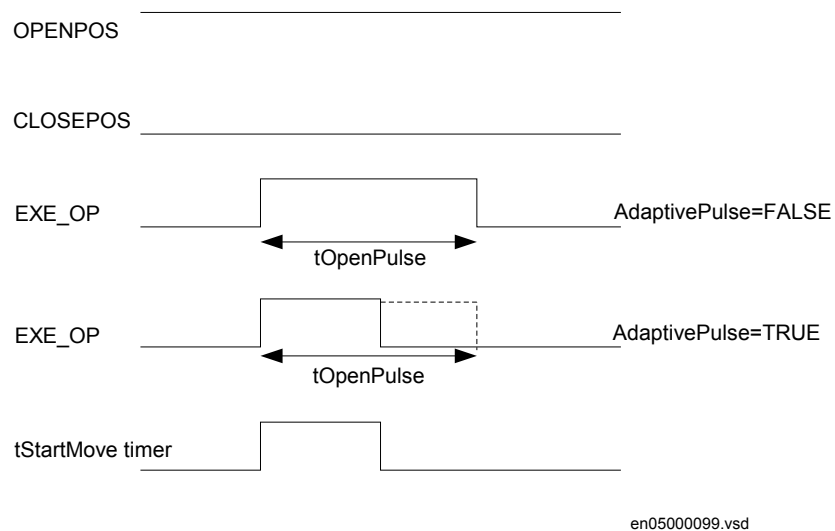 OPENPOS
CLOSEPOS
EXE_OP
AdaptivePulse=FALSE
tOpenPulse
EXE_OP
AdaptivePulse=TRUE
tOpenPulse
tStartMove timer
en05000099.vsd